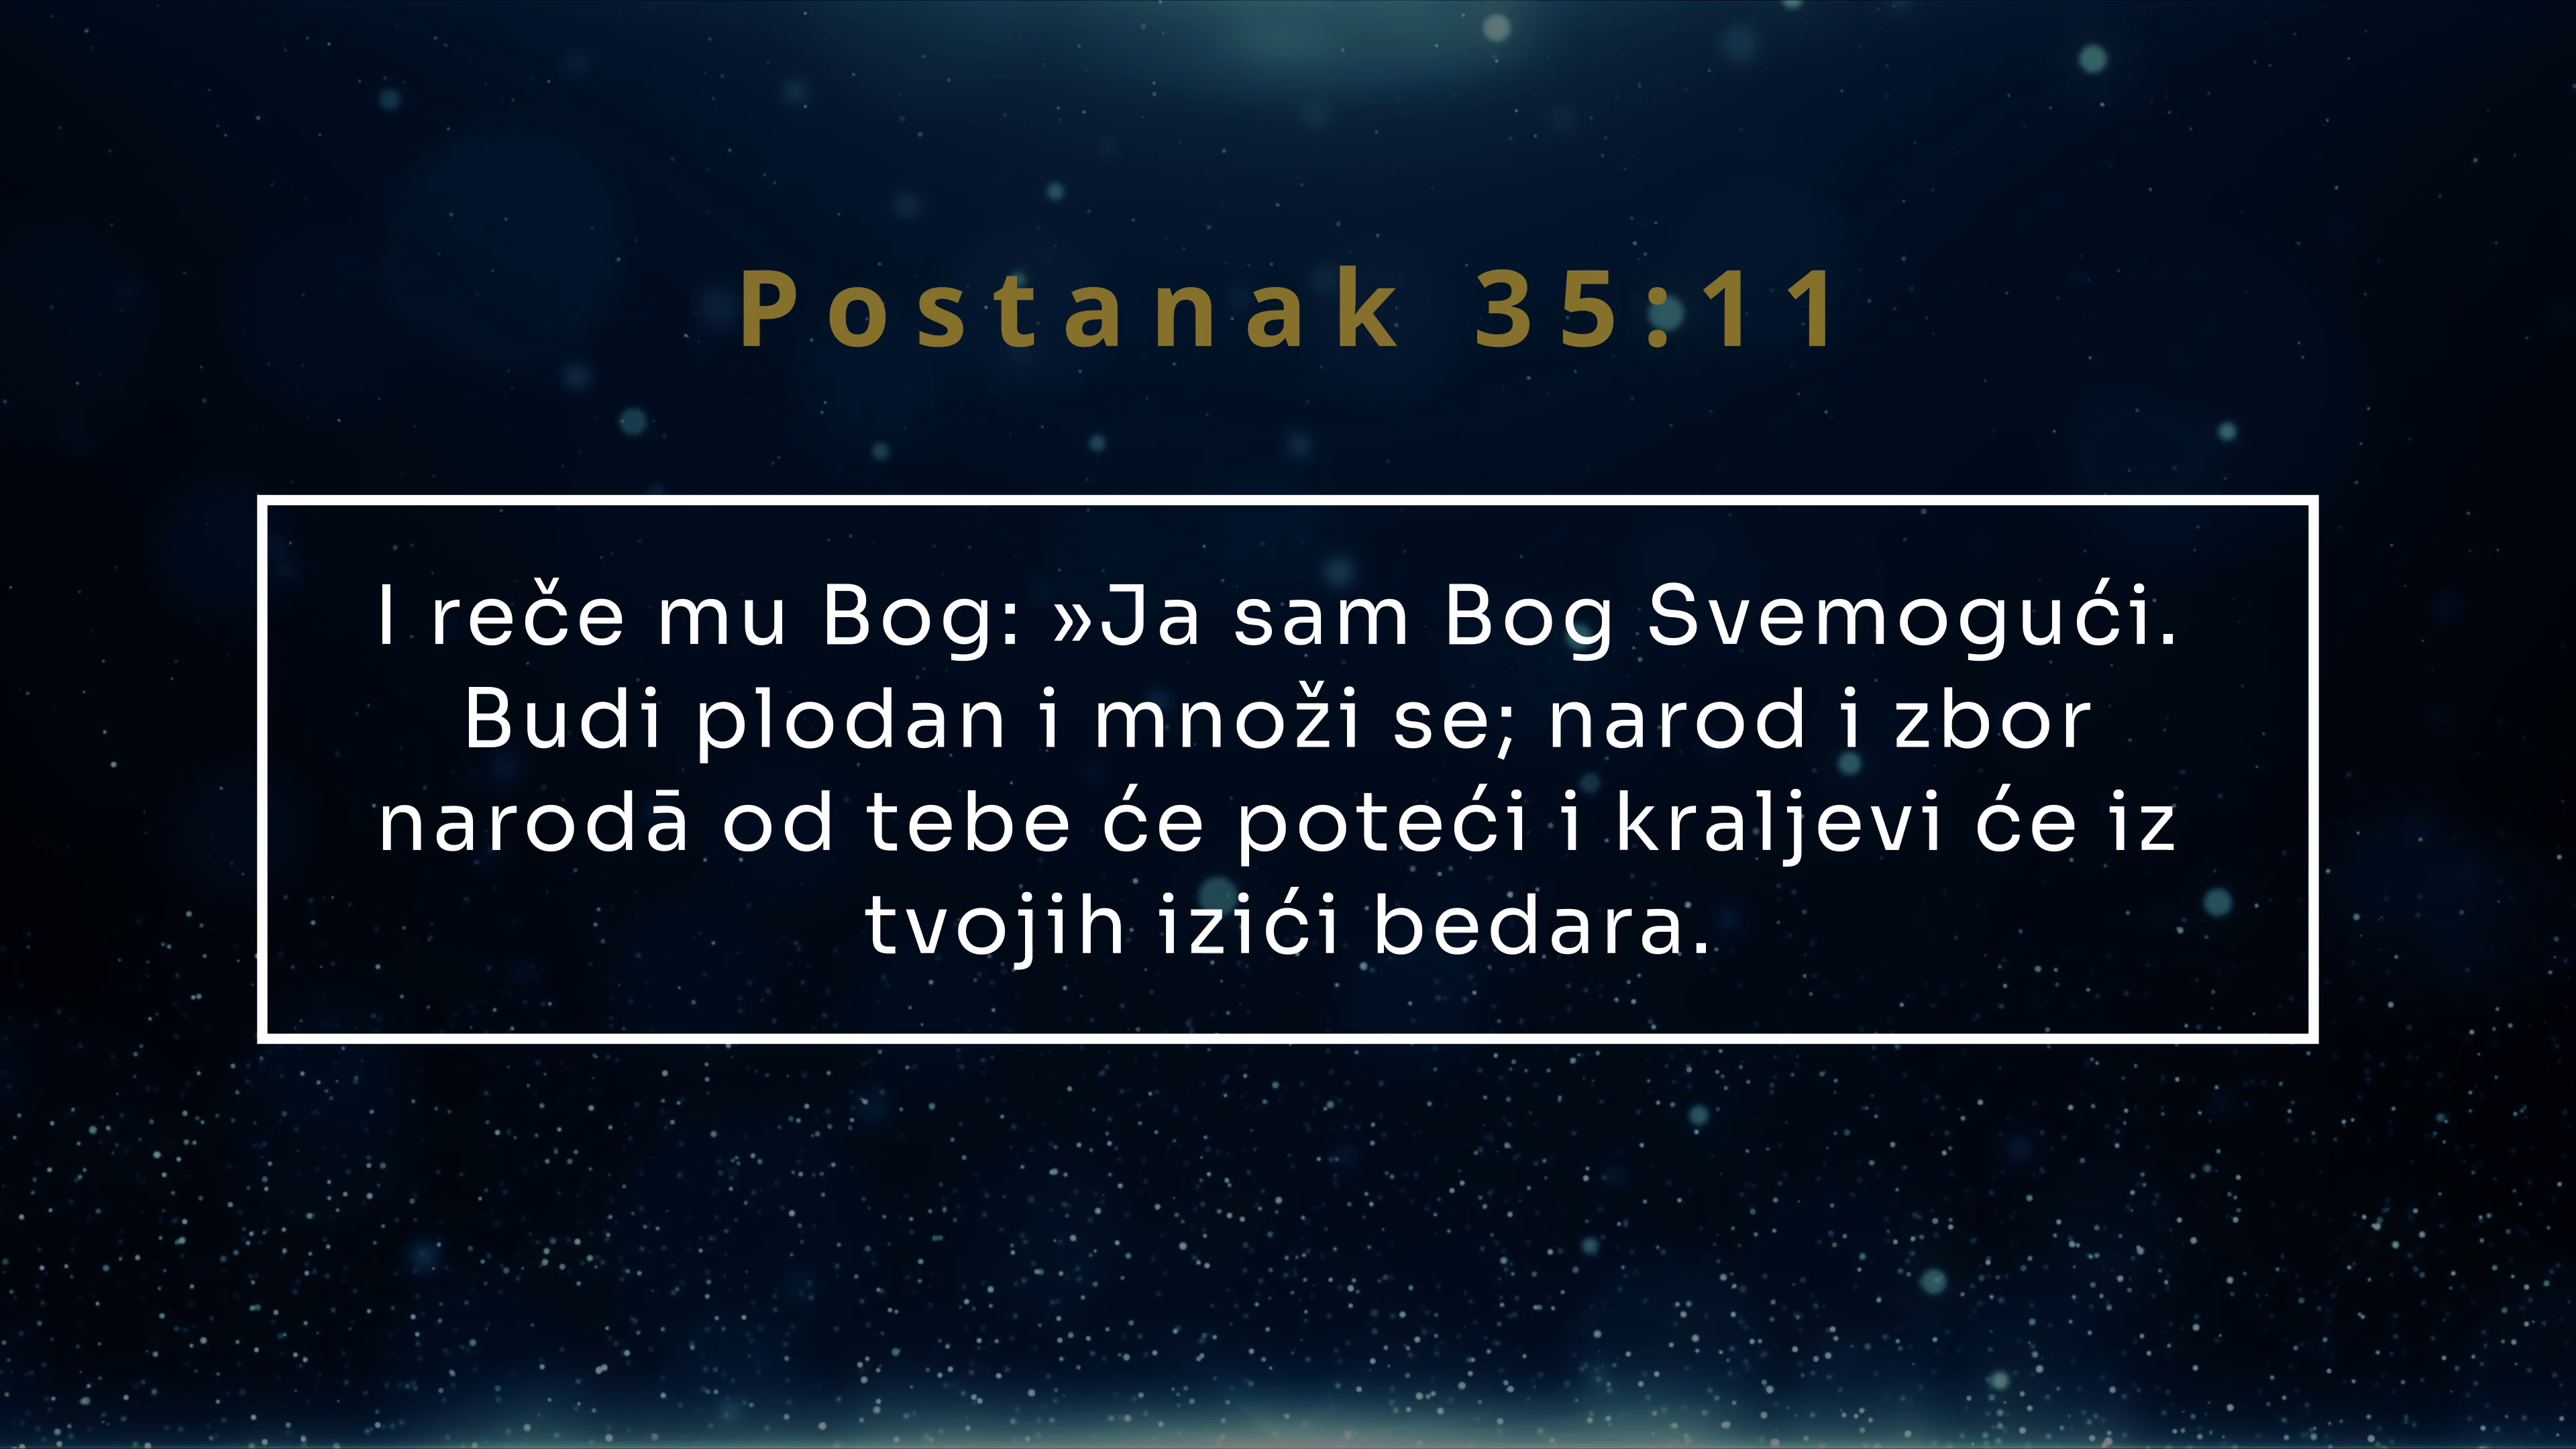 Postanak 35:11
I reče mu Bog: »Ja sam Bog Svemogući.
Budi plodan i množi se; narod i zbor
narodā od tebe će poteći i kraljevi će iz
tvojih izići bedara.